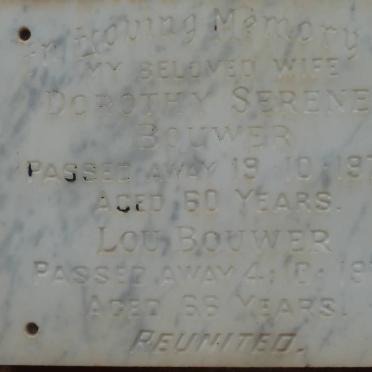 In Loving Memory
MY BELOVED WIFE
DOROTHY SERENE
BOUWER
PASSED AWAY 19·10·19
AGED 60 YEARS.
LOU BOUWER
PASSED AWAY
AGED 66 YEARS.
REUNITED.